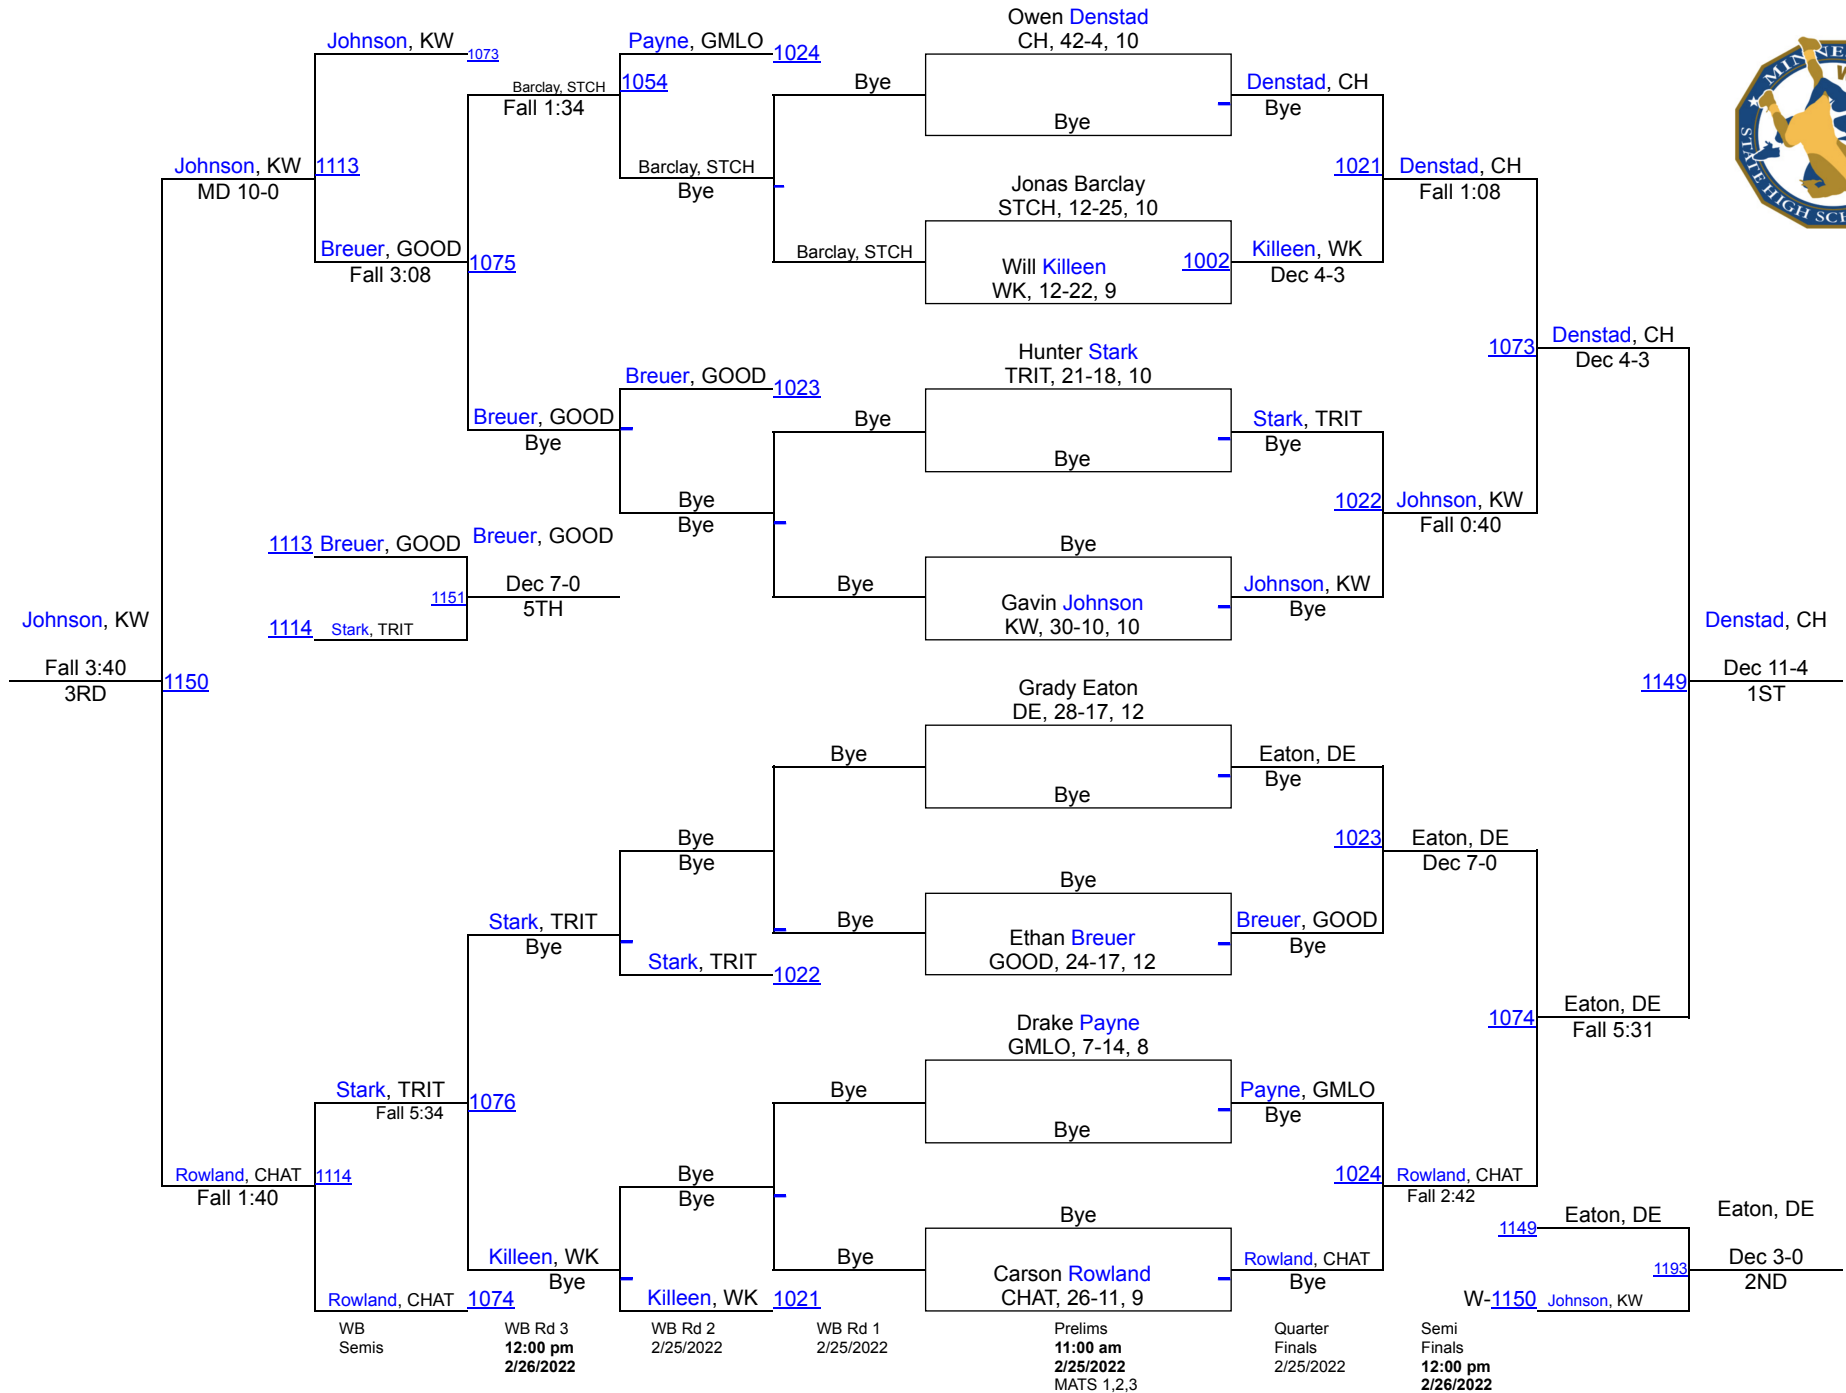 Owen Denstad
CH, 42-4, 10
Johnson, KW
1073
Payne, GMLO
1024
Barclay, STCH
1054
Fall 1:34
Bye
Denstad, CH
Bye
Bye
Johnson, KW
1113
MD 10-0
Barclay, STCH
Bye
1021
Denstad, CH
Fall 1:08
Jonas Barclay
STCH, 12-25, 10
Breuer, GOOD
1075
Fall 3:08
Barclay, STCH
Will Killeen
WK, 12-22, 9
1002
Killeen, WK
Dec 4-3
1073
Denstad, CH
Dec 4-3
Hunter Stark
TRIT, 21-18, 10
Breuer, GOOD
1023
Breuer, GOOD
Bye
Bye
Stark, TRIT
Bye
Bye
Bye
Bye
1022
Johnson, KW
Fall 0:40
1113
Breuer, GOOD
Breuer, GOOD
Bye
Dec 7-0
5TH
1151
1114
Stark, TRIT
Bye
Gavin Johnson
KW, 30-10, 10
Johnson, KW
Bye
Johnson, KW
Fall 3:40
3RD
1150
Denstad, CH
1149
Dec 11-4
1ST
Grady Eaton
DE, 28-17, 12
Bye
Eaton, DE
Bye
Bye
Bye
Bye
1023
Eaton, DE
Dec 7-0
Bye
Stark, TRIT
Bye
Bye
Ethan Breuer
GOOD, 24-17, 12
Breuer, GOOD
Bye
Stark, TRIT
1022
1074
Eaton, DE
Fall 5:31
Drake Payne
GMLO, 7-14, 8
Stark, TRIT
Fall 5:34
1076
Bye
Payne, GMLO
Bye
Bye
Rowland, CHAT
1114
Fall 1:40
Bye
Bye
1024
Rowland, CHAT
Fall 2:42
Bye
Killeen, WK
Bye
Bye
Carson Rowland
CHAT, 26-11, 9
Rowland, CHAT
Bye
Rowland, CHAT
1074
Killeen, WK
1021
1149
Eaton, DE
Eaton, DE
1193
Dec 3-0
2ND
W-1150
Johnson, KW
WB
Semis
WB Rd 3
12:00 pm
2/26/2022
WB Rd 2
2/25/2022
WB Rd 1
2/25/2022
Prelims
11:00 am
2/25/2022
MATS 1,2,3
Quarter
Finals
2/25/2022
Semi
Finals
12:00 pm
2/26/2022